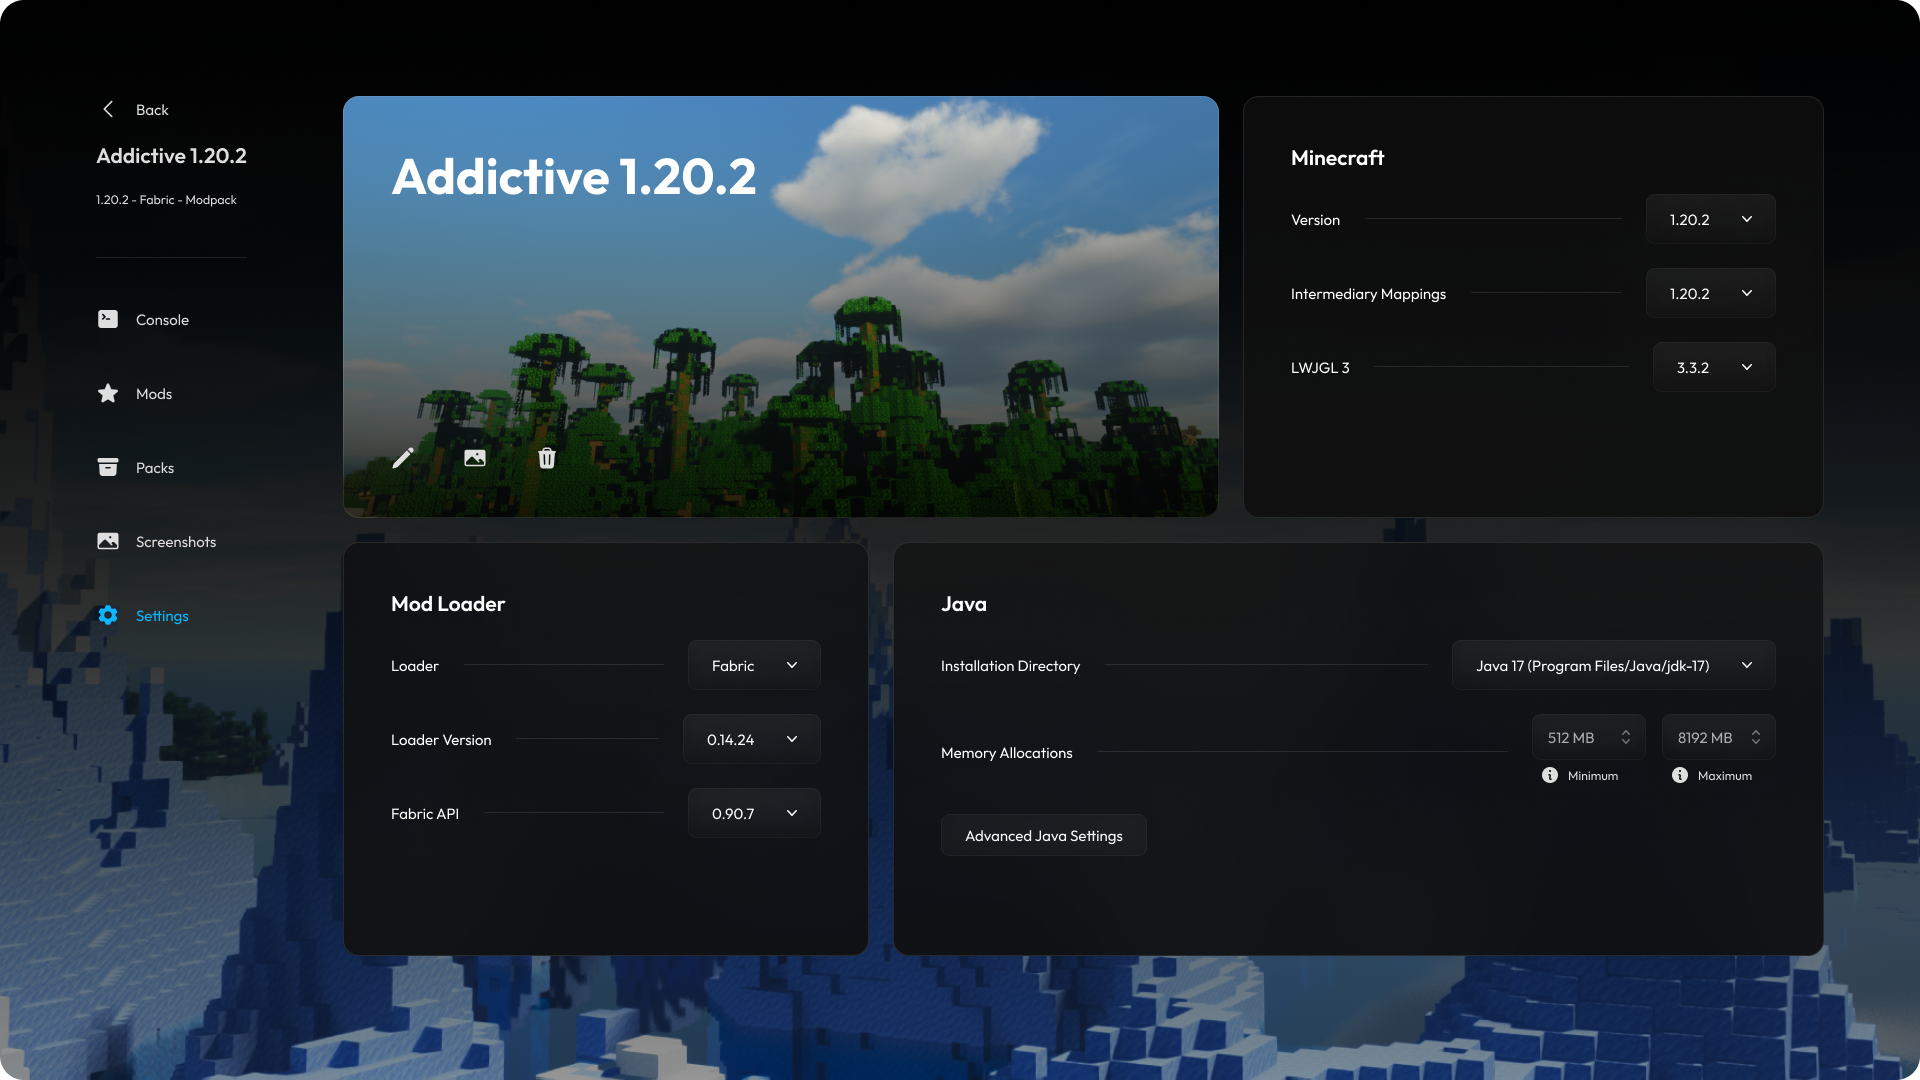 Back
Addictive 1.20.2
1.20.2 - Fabric - Modpack
Console
Mods
Packs
Screenshots
Settings
Addictive 1.20.2
Minecraft
Version 1.20.2
Intermediary Mappings 1.20.2
LWJGL 3 3.3.2
Mod Loader
Loader Fabric
Loader Version 0.14.24
Fabric API 0.90.7
Java
Installation Directory Java 17 (Program Files/Java/jdk-17)
Memory Allocations 512 MB 8192 MB
Minimum Maximum
Advanced Java Settings